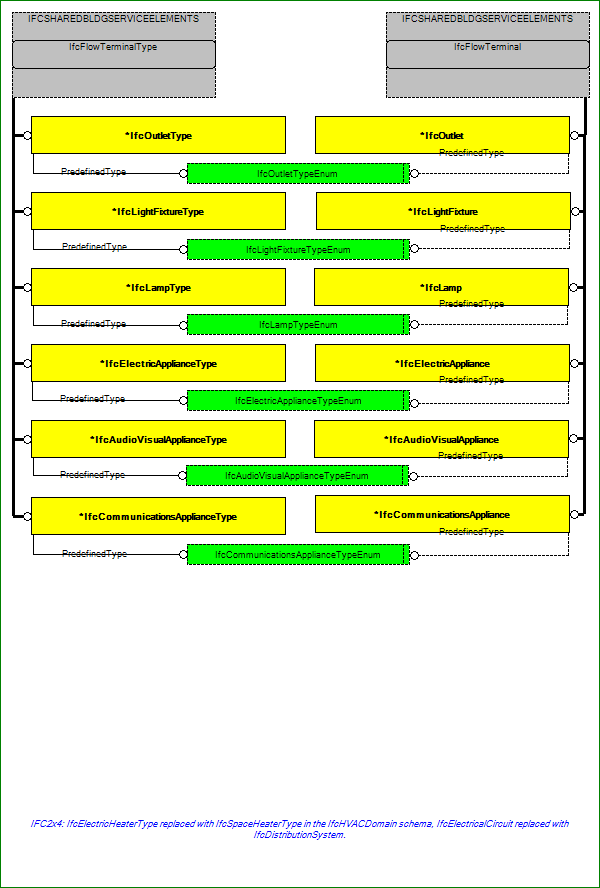 IFCSHAREDBLDGSERVICEELEMENTS
IfcFlowTerminalType
IFCSHAREDBLDGSERVICEELEMENTS
IfcFlowTerminal
*IfcOutletType
*IfcOutlet
PredefinedType
PredefinedType
IfcOutletTypeEnum
*IfcLightFixtureType
*IfcLightFixture
PredefinedType
PredefinedType
IfcLightFixtureTypeEnum
*IfcLampType
*IfcLamp
PredefinedType
PredefinedType
IfcLampTypeEnum
*IfcElectricApplianceType
*IfcElectricAppliance
PredefinedType
PredefinedType
IfcElectricApplianceTypeEnum
*IfcAudioVisualApplianceType
*IfcAudioVisualAppliance
PredefinedType
PredefinedType
IfcAudioVisualApplianceTypeEnum
*IfcCommunicationsApplianceType
*IfcCommunicationsAppliance
PredefinedType
PredefinedType
IfcCommunicationsApplianceTypeEnum
IFC2x4: IfcElectricHeaterType replaced with IfcSpaceHeaterType in the IfcHVACDomain schema, IfcElectricalCircuit replaced with
IfcDistributionSystem.